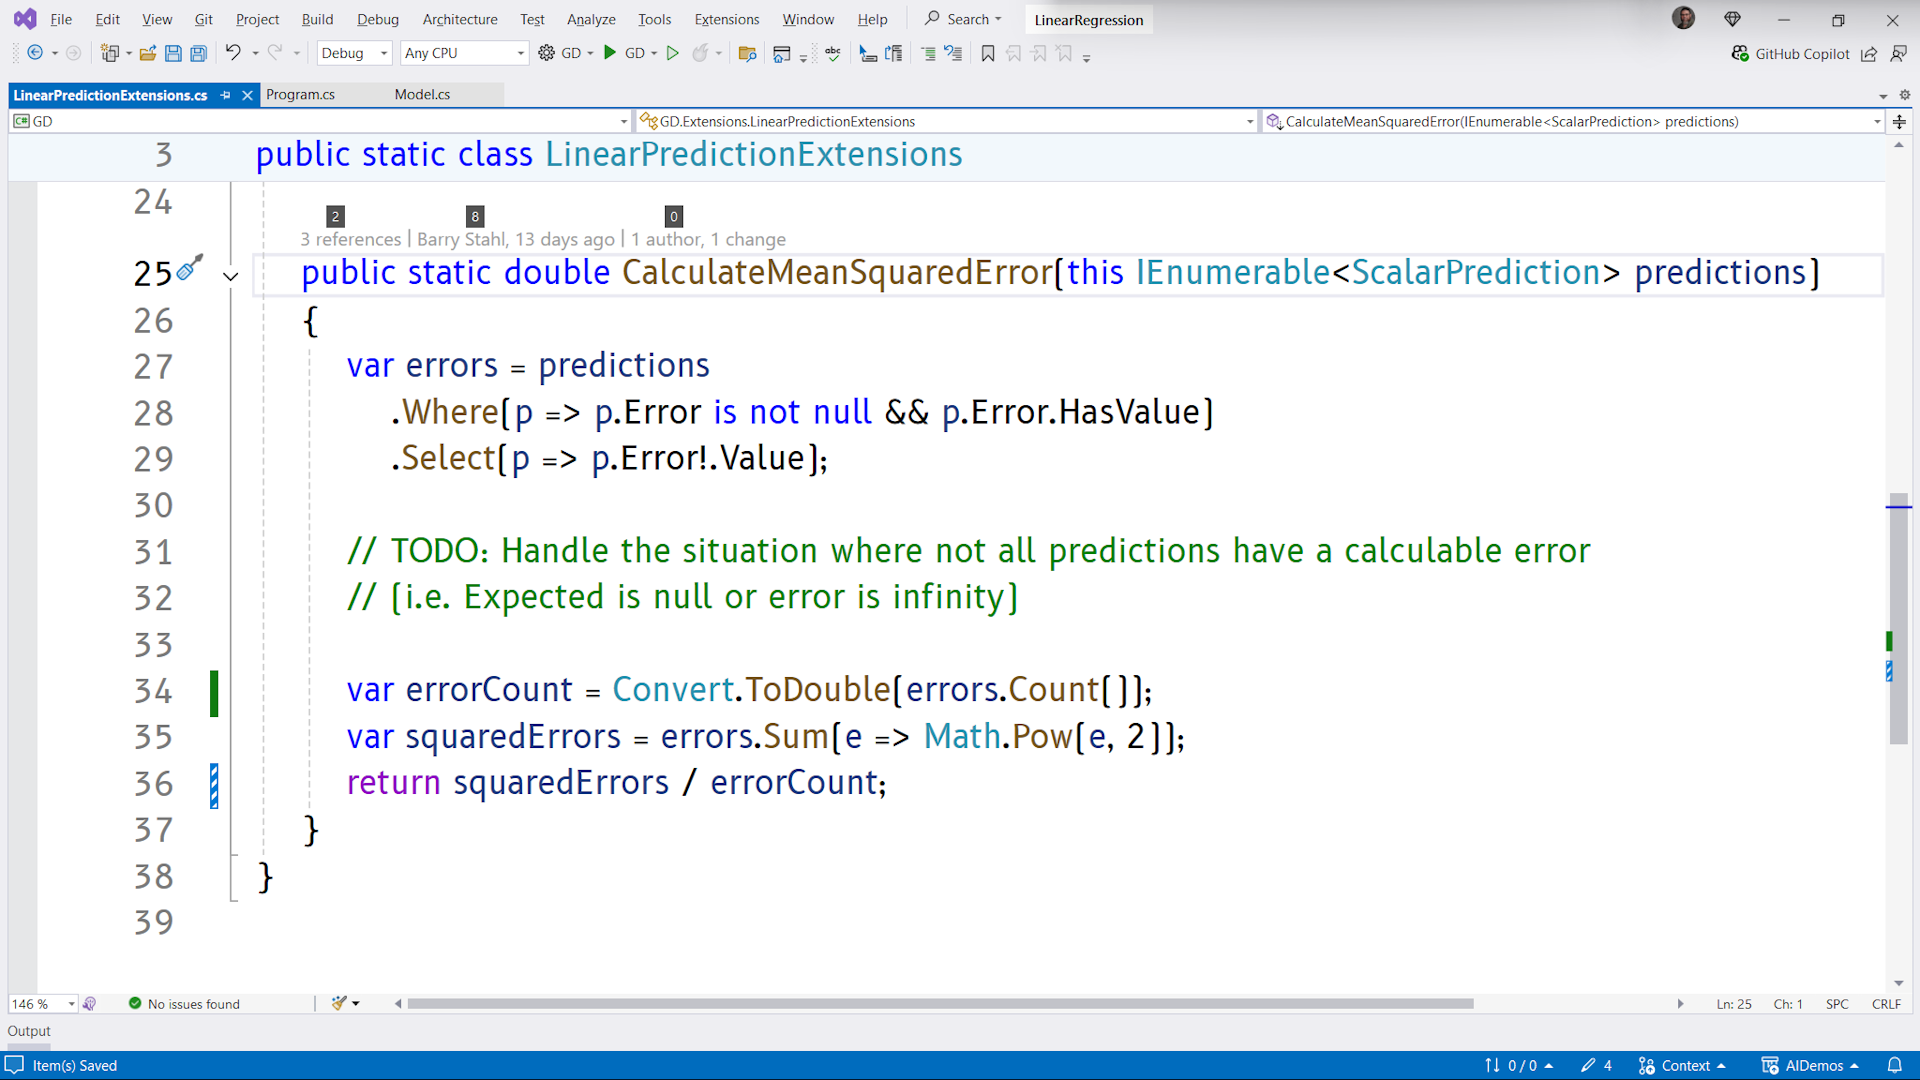 File Edit View Git Project Build Debug Architecture Test Analyze Tools Extensions Window Help Search LinearRegression
Debug Any CPU GD GD abc GitHub Copilot
LinearPredictionExtensions.cs Program.cs Model.cs
C# GD GD.Extensions.LinearPredictionExtensions CalculateMeanSquaredError(IEnumerable<ScalarPrediction> predictions)
3 public static class LinearPredictionExtensions
24
2 8 0
3 references | Barry Stahl, 13 days ago | 1 author, 1 change
25 public static double CalculateMeanSquaredError(this IEnumerable<ScalarPrediction> predictions)
26 {
27 var errors = predictions
28 .Where(p => p.Error is not null && p.Error.HasValue)
29 .Select(p => p.Error!.Value);
30
31 // TODO: Handle the situation where not all predictions have a calculable error
32 // (i.e. Expected is null or error is infinity)
33
34 var errorCount = Convert.ToDouble(errors.Count());
35 var squaredErrors = errors.Sum(e => Math.Pow(e, 2));
36 return squaredErrors / errorCount;
37 }
38 }
39
146 % No issues found Ln: 25 Ch: 1 SPC CRLF
Output
Item(s) Saved 0 / 0 4 Context AIDemos